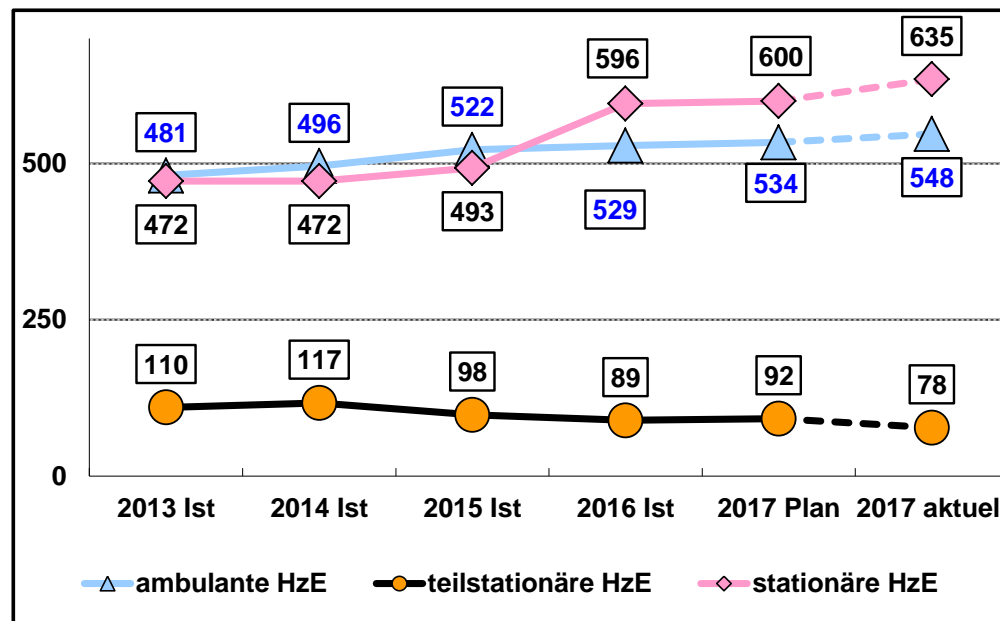 635
596 600
481 496 522
500
472 472 493 529 534 548
250
110 117 98 89 92 78
0
2013 Ist 2014 Ist 2015 Ist 2016 Ist 2017 Plan 2017 aktuel
ambulante HzE teilstationäre HzE stationäre HzE